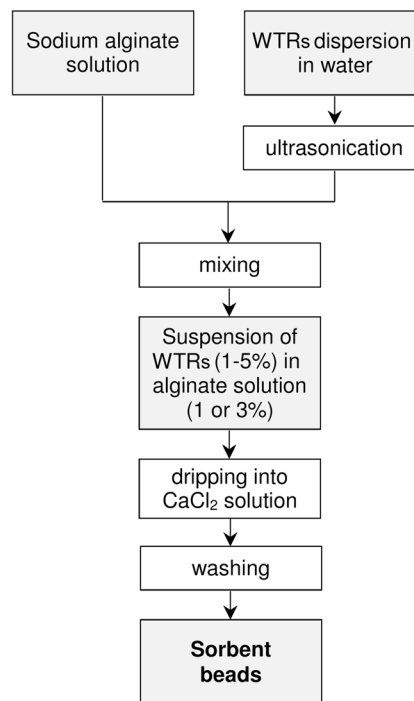 Sodium alginate
solution
WTRs dispersion
in water
ultrasonication
mixing
Suspension of
WTRs (1-5%) in
alginate solution
(1 or 3%)
dripping into
CaCl₂ solution
washing
Sorbent
beads